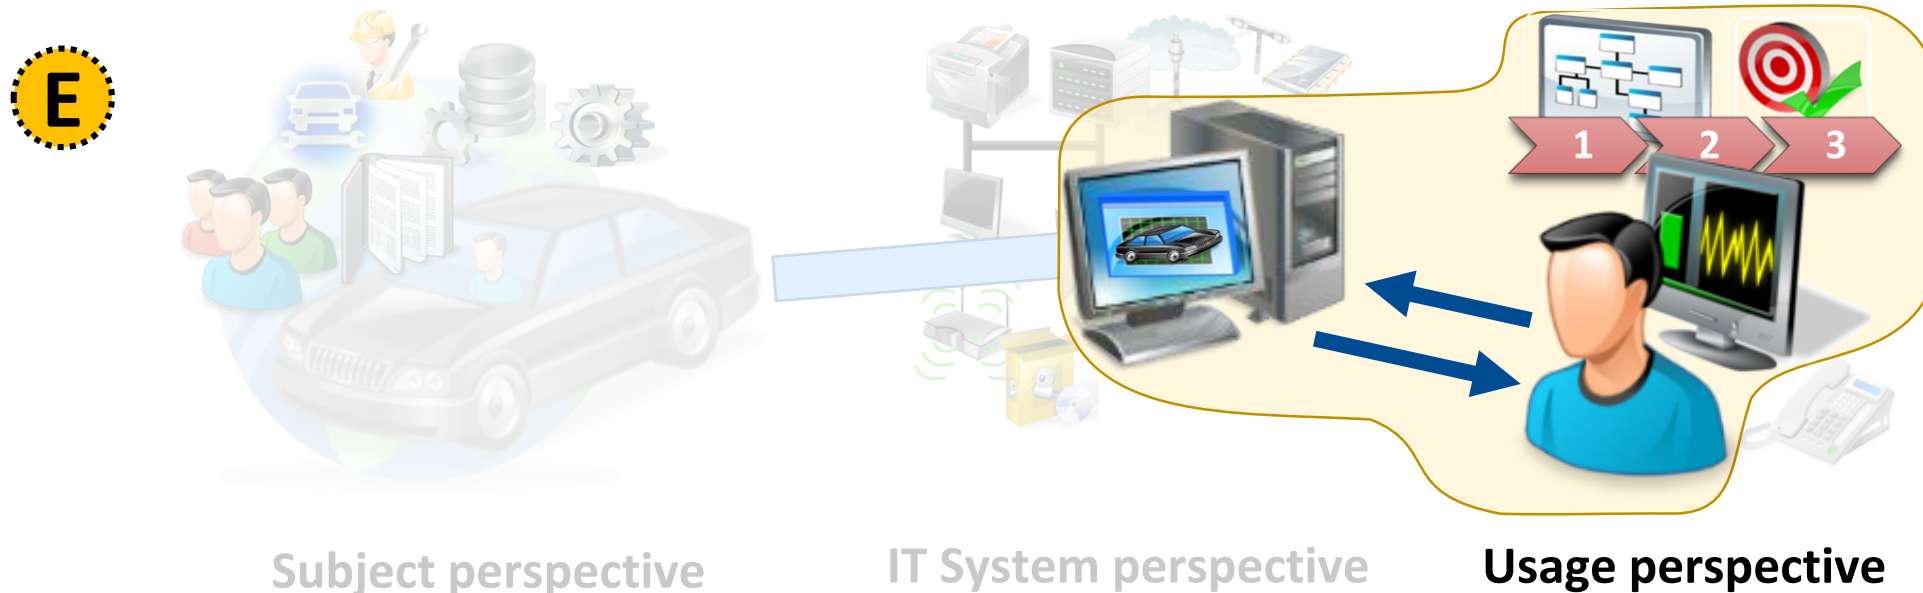 E
1 2 3
Subject perspective
IT System perspective
Usage perspective